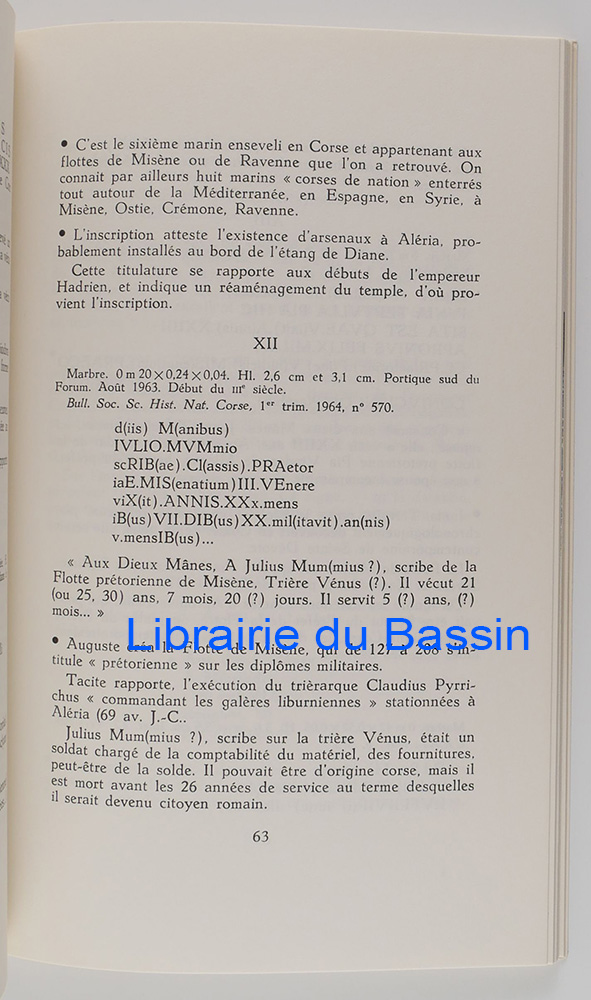 • C'est le sixième marin enseveli en Corse et appartenant aux
flottes de Misène ou de Ravenne que l'on a retrouvé. On
connait par ailleurs huit marins « corses de nation » enterrés
tout autour de la Méditerranée, en Espagne, en Syrie, à
Misène, Ostie, Crémone, Ravenne.
• L'inscription atteste l'existence d'arsenaux à Aléria, pro-
bablement installés au bord de l'étang de Diane.
Cette titulature se rapporte aux débuts de l'empereur
Hadrien, et indique un réaménagement du temple, d'où pro-
vient l'inscription.
XII
Marbre. 0 m 20 × 0,24 × 0,04. Hl. 2,6 cm et 3,1 cm. Portique sud du
Forum. Août 1963. Début du IIIe siècle.
Bull. Soc. Sc. Hist. Nat. Corse, 1er trim. 1964, n° 570.
d(iis) M(anibus)
IVLIO.MVMmio
scRIB(ae).Cl(assis).PRAetor
iaE.MIS(enatium) III.VEnere
viX(it).ANNIS.XXx.mens
iB(us) VII.DIB(us) XX.mil(itavit).an(nis)
v.mensIB(us)...
« Aux Dieux Mânes, A Julius Mum(mius ?), scribe de la
Flotte prétorienne de Misène, Trière Vénus (?). Il vécut 21
(ou 25, 30) ans, 7 mois, 20 (?) jours. Il servit 5 (?) ans, (?)
mois... »
• Auguste créa la Flotte de Misène, qui de 127 à 208 s'in-
titule « prétorienne » sur les diplômes militaires.
Librairie du Bassin
Tacite rapporte, l'exécution du trièrarque Claudius Pyrri-
chus « commandant les galères liburniennes » stationnées à
Aléria (69 av. J.-C..
Julius Mum(mius ?), scribe sur la trière Vénus, était un
soldat chargé de la comptabilité du matériel, des fournitures,
peut-être de la solde. Il pouvait être d'origine corse, mais il
est mort avant les 26 années de service au terme desquelles
il serait devenu citoyen romain.
63